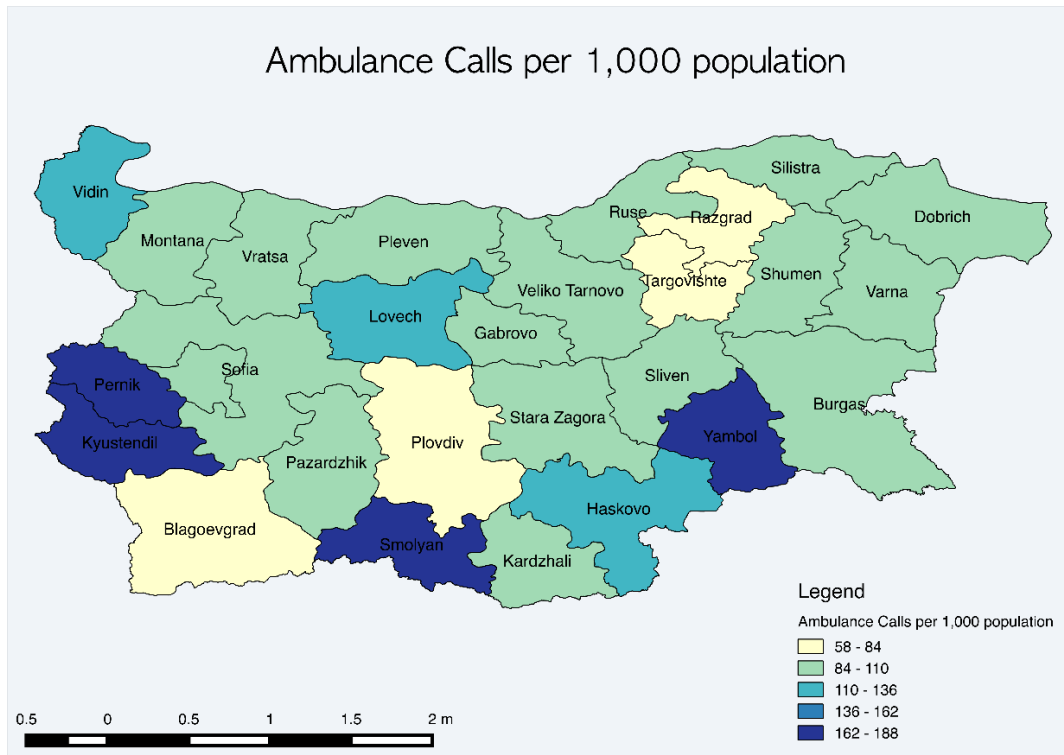 Ambulance Calls per 1,000 population
Vidin
Silistra
Ruse
Razgrad
Dobrich
Montana
Vratsa
Pleven
Targovishte
Shumen
Varna
Lovech
Veliko Tarnovo
Gabrovo
Pernik
Sofia
Sliven
Burgas
Kyustendil
Pazardzhik
Plovdiv
Stara Zagora
Yambol
Blagoevgrad
Smolyan
Haskovo
Kardzhali
Legend
Ambulance Calls per 1,000 population
58 - 84
84 - 110
110 - 136
136 - 162
162 - 188
0.5 0 0.5 1 1.5 2 m